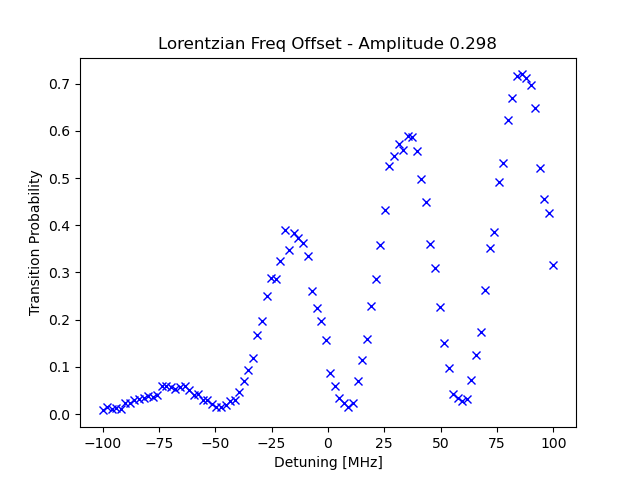 Lorentzian Freq Offset - Amplitude 0.298
Transition Probability
0.7
0.6
0.5
0.4
0.3
0.2
0.1
0.0
−100 −75 −50 −25 0 25 50 75 100
Detuning [MHz]